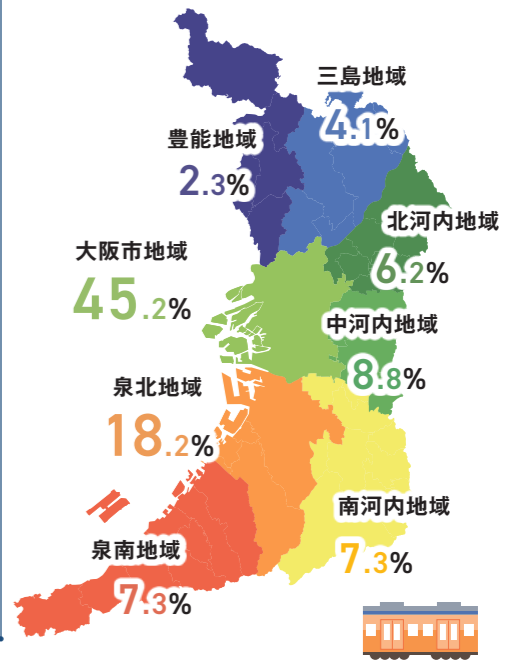 三島地域
4.1%
豊能地域
2.3%
北河内地域
6.2%
大阪市地域
45.2%
中河内地域
8.8%
泉北地域
18.2%
南河内地域
7.3%
泉南地域
7.3%